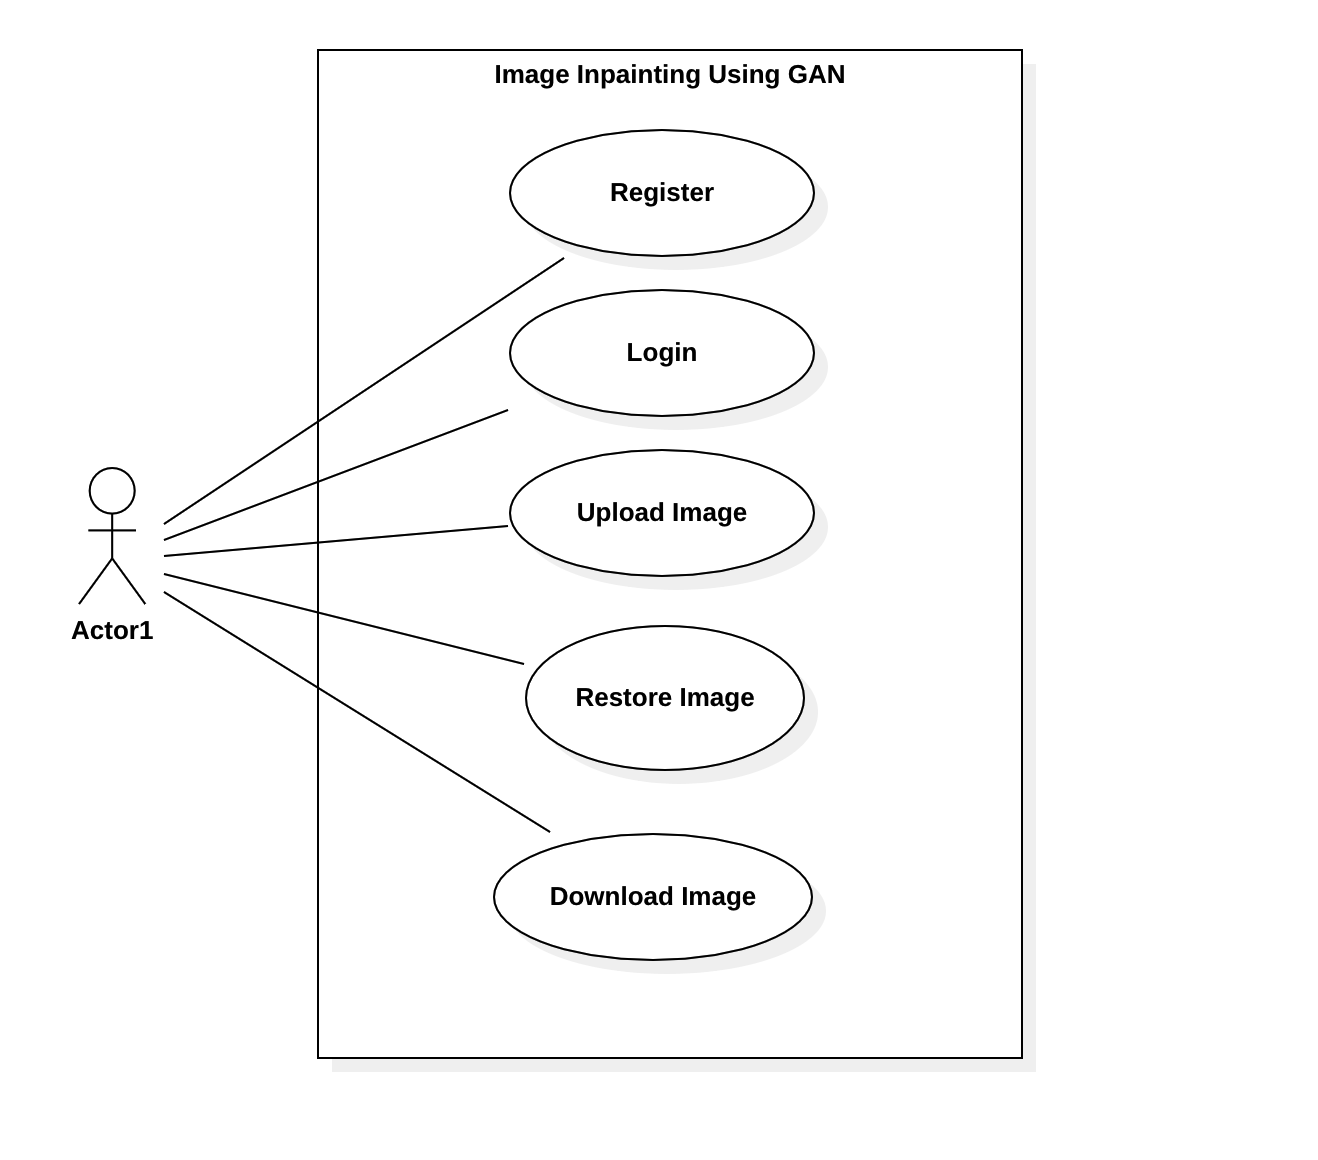 Image Inpainting Using GAN
Register
Login
Upload Image
Actor1
Restore Image
Download Image